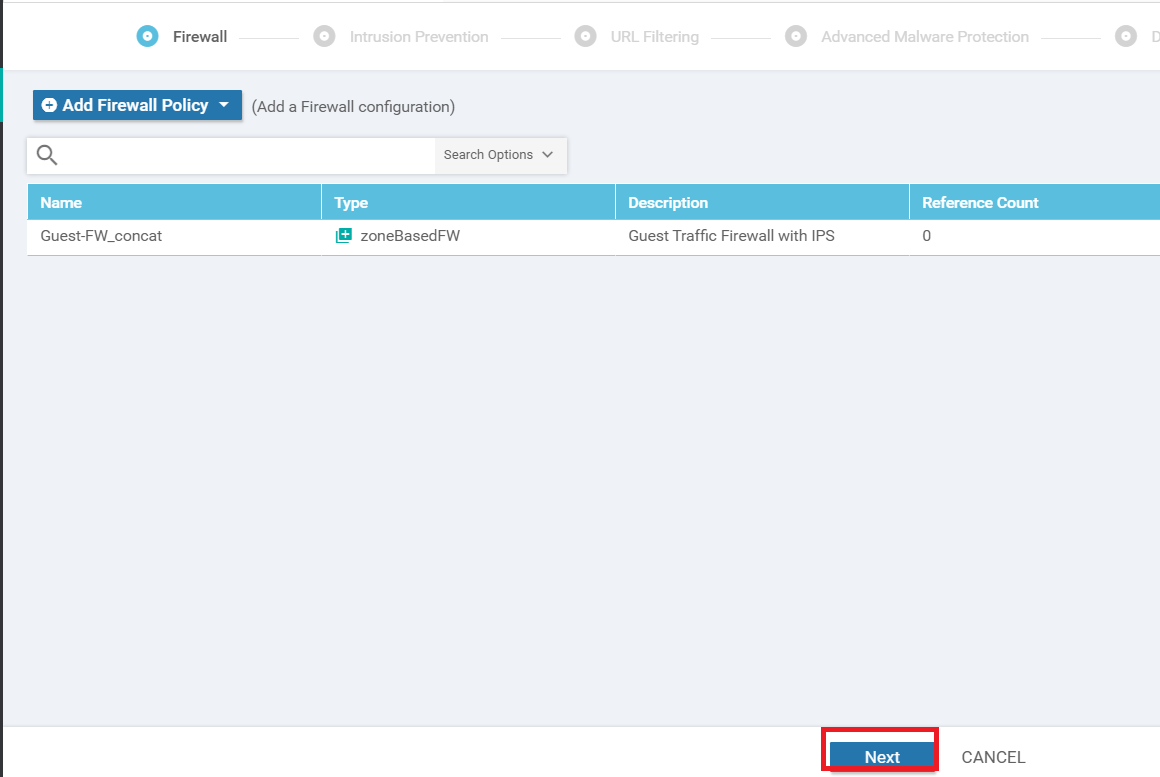 Firewall Intrusion Prevention URL Filtering Advanced Malware Protection D
Add Firewall Policy (Add a Firewall configuration)
Search Options
Name Type Description Reference Count
Guest-FW_concat zoneBasedFW Guest Traffic Firewall with IPS 0
Next CANCEL